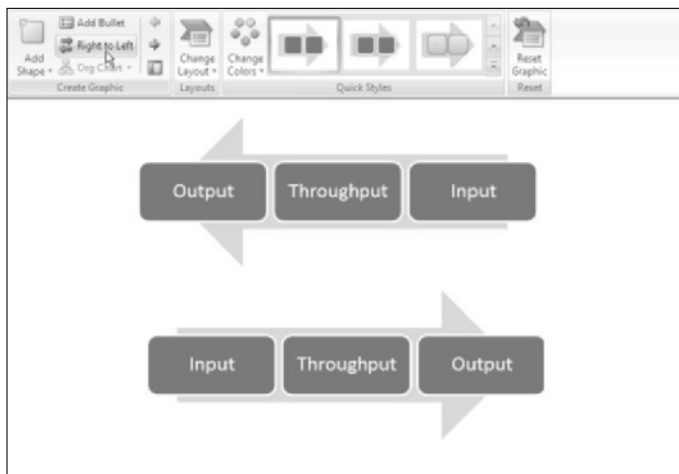 Add Shape
Add Bullet
Right to Left
Org Chart
Create Graphic
Change Layout
Layouts
Change Colors
Quick Styles
Reset Graphic
Reset
Output Throughput Input
Input Throughput Output